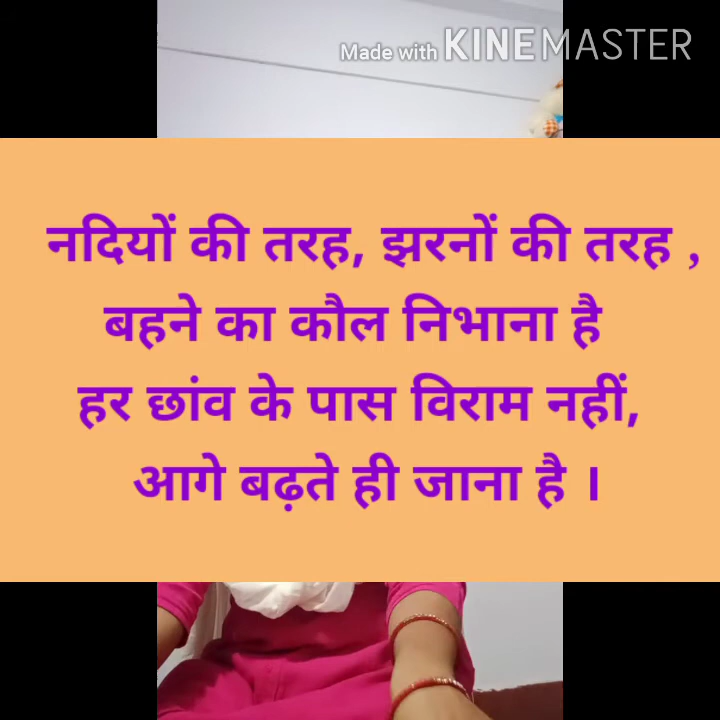 Made with KINEMASTER
नदियों की तरह, झरनों की तरह ,
बहने का कौल निभाना है
हर छांव के पास विराम नहीं,
आगे बढ़ते ही जाना है ।